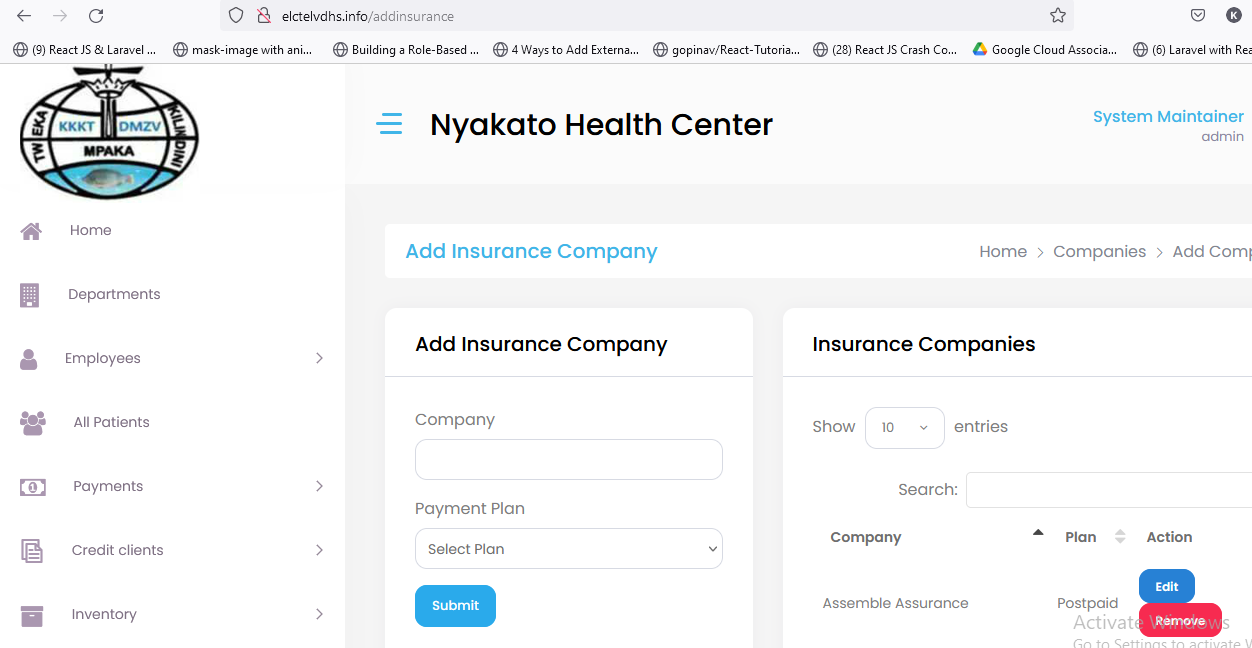 elctelvdhs.info/addinsurance
K
(9) React JS & Laravel ...
mask-image with ani...
Building a Role-Based ...
4 Ways to Add Externa...
gopinav/React-Tutoria...
(28) React JS Crash Co...
Google Cloud Associa...
(6) Laravel with Rea
TWEKA
KILINDINI
KKKT DMZV
MPAKA
Nyakato Health Center
System Maintainer
admin
Home
Departments
Employees
All Patients
Payments
Credit clients
Inventory
Add Insurance Company
Home > Companies > Add Comp
Add Insurance Company
Company
Payment Plan
Select Plan
Submit
Insurance Companies
Show 10 entries
Search:
Company Plan Action
Assemble Assurance Postpaid Edit
Remove
Activate Windows
Go to Settings to activate W